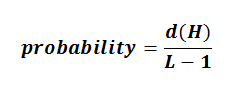 probability = d(H) / L − 1